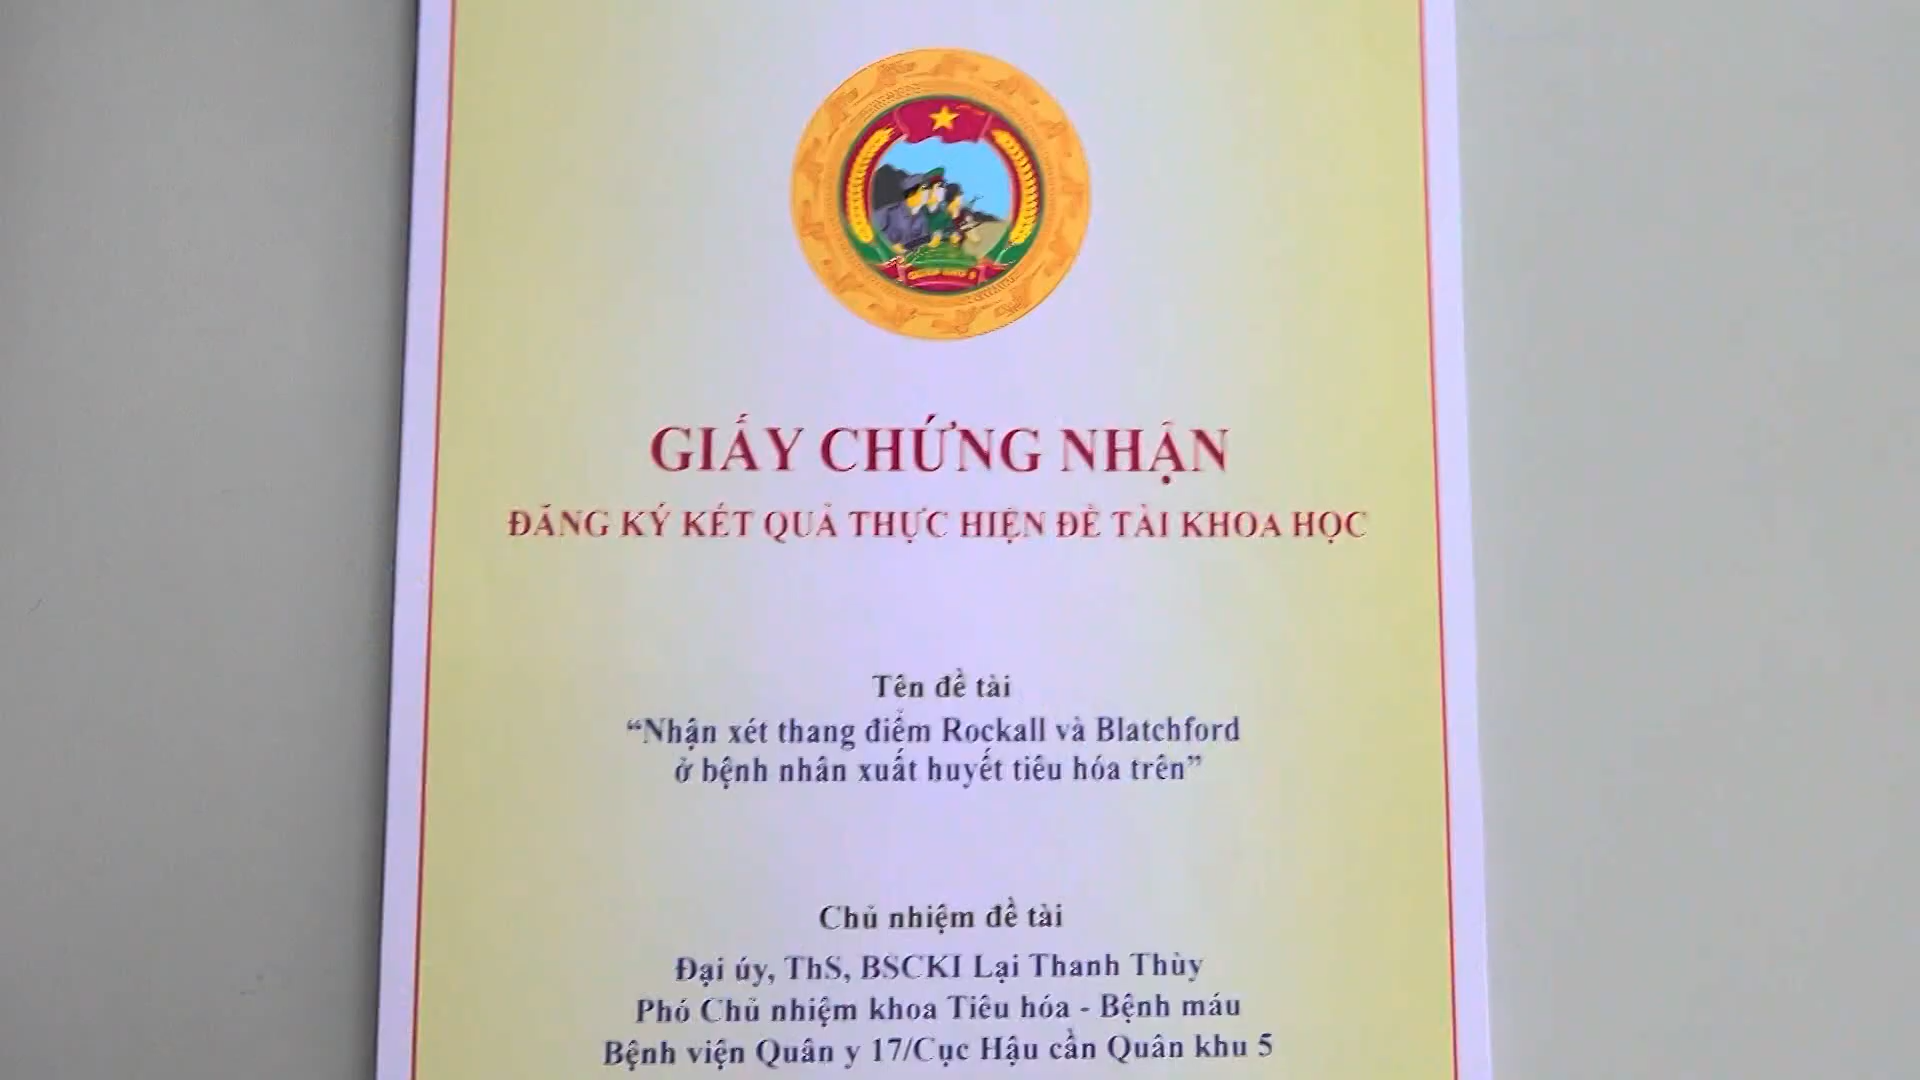 GIẤY CHỨNG NHẬN
ĐĂNG KÝ KẾT QUẢ THỰC HIỆN ĐỀ TÀI KHOA HỌC
Tên đề tài
“Nhận xét thang điểm Rockall và Blatchford
ở bệnh nhân xuất huyết tiêu hóa trên”
Chủ nhiệm đề tài
Đại úy, ThS, BSCKI Lại Thanh Thùy
Phó Chủ nhiệm khoa Tiêu hóa - Bệnh máu
Bệnh viện Quân y 17/Cục Hậu cần Quân khu 5